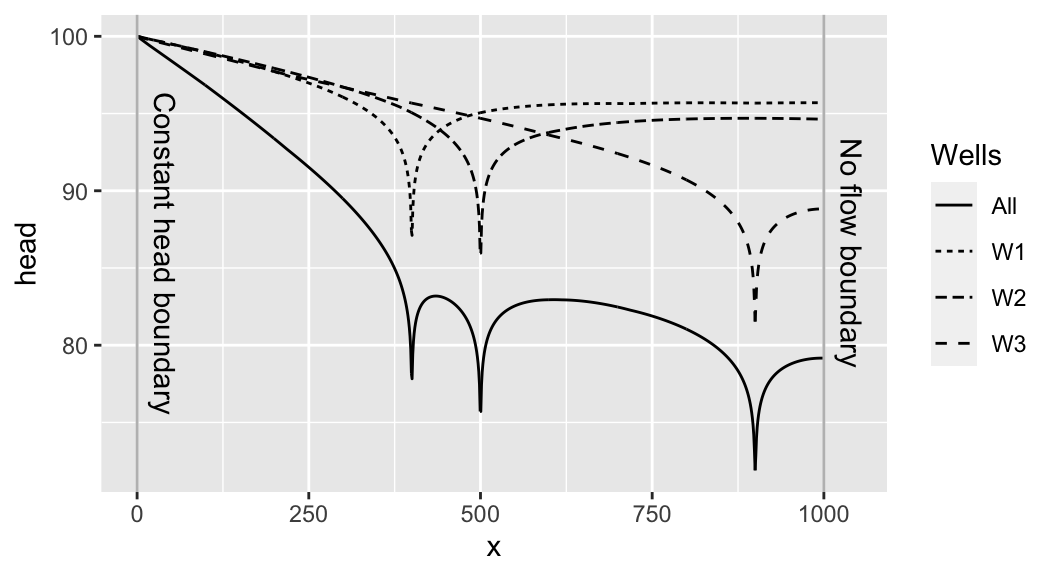 head
100
90
80
Constant head boundary
No flow boundary
0 250 500 750 1000
x
Wells
All
W1
W2
W3